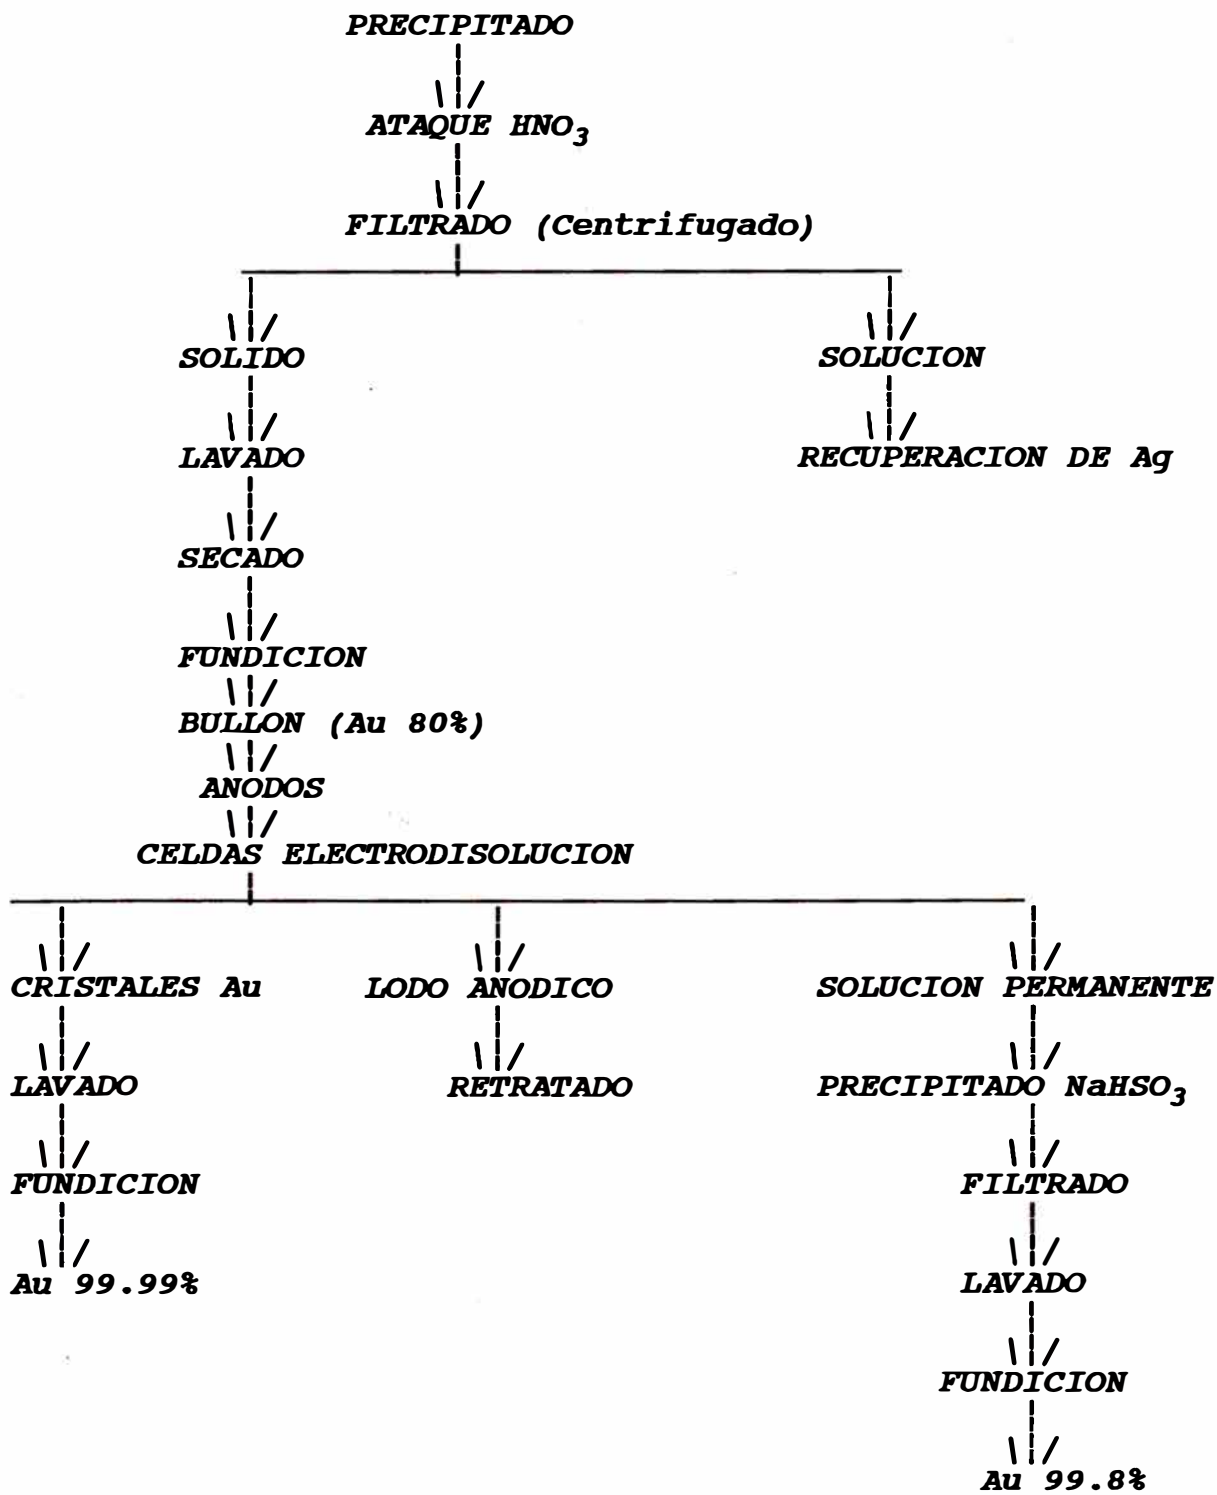 PRECIPITADO
ATAQUE HNO3
FILTRADO (Centrifugado)
SOLIDO
SOLUCION
LAVADO
RECUPERACION DE Ag
SECADO
FUNDICION
BULLON (Au 80%)
ANODOS
CELDAS ELECTRODISOLUCION
CRISTALES Au
LODO ANODICO
SOLUCION PERMANENTE
LAVADO
RETRATADO
PRECIPITADO NaHSO3
FUNDICION
FILTRADO
Au 99.99%
LAVADO
FUNDICION
Au 99.8%